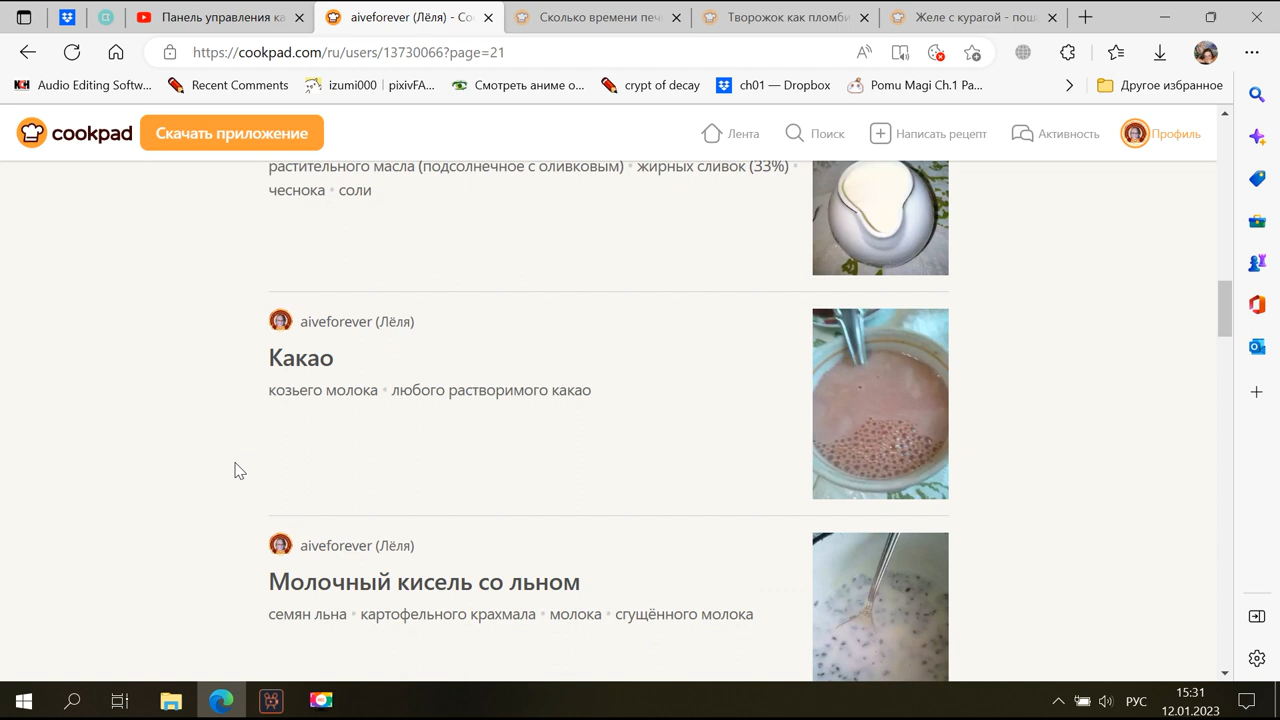 Панель управления ка
aiveforever (Лёля) - Co
Сколько времени печ
Творожок как пломби
Желе с курагой - поша
https://cookpad.com/ru/users/13730066?page=21
Audio Editing Softw...
Recent Comments
izumi000 | pixivFA...
Смотреть аниме о...
crypt of decay
ch01 — Dropbox
Pomu Magi Ch.1 Pa...
Другое избранное
cookpad
Скачать приложение
Лента
Поиск
Написать рецепт
Активность
Профиль
растительного масла (подсолнечное с оливковым) • жирных сливок (33%) •
чеснока • соли
aiveforever (Лёля)
Какао
козьего молока • любого растворимого какао
aiveforever (Лёля)
Молочный кисель со льном
семян льна • картофельного крахмала • молока • сгущённого молока
РУС
15:31
12.01.2023